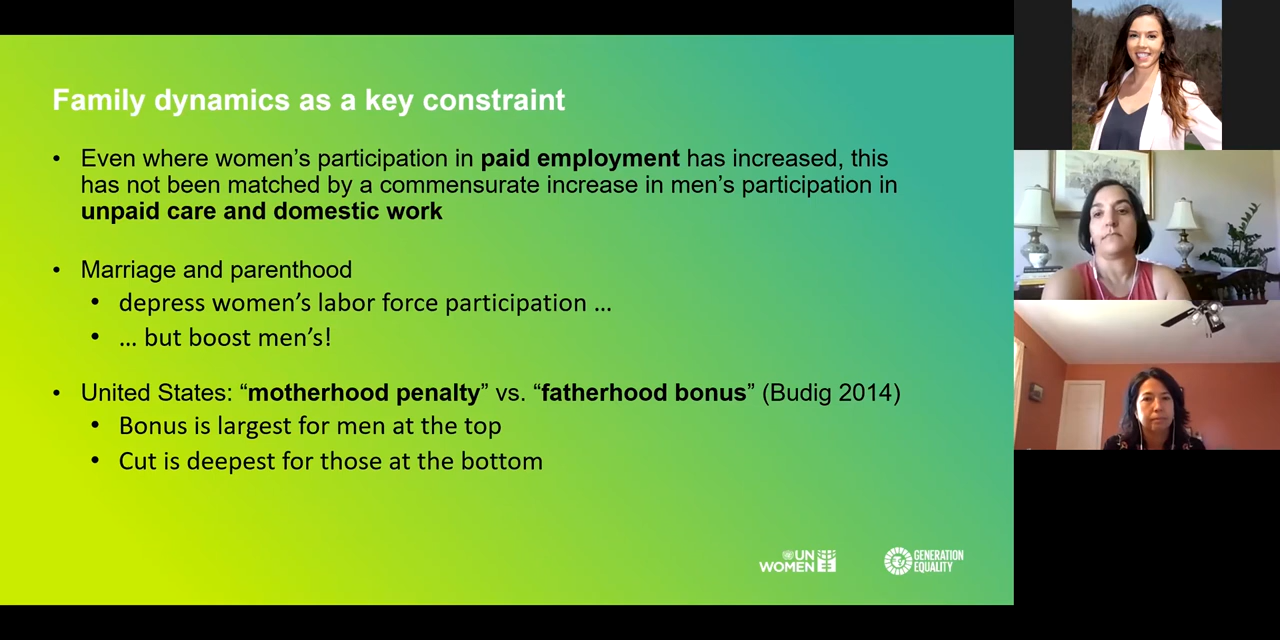 Family dynamics as a key constraint
• Even where women’s participation in paid employment has increased, this
has not been matched by a commensurate increase in men’s participation in
unpaid care and domestic work
• Marriage and parenthood
• depress women’s labor force participation …
• … but boost men’s!
• United States: “motherhood penalty” vs. “fatherhood bonus” (Budig 2014)
• Bonus is largest for men at the top
• Cut is deepest for those at the bottom
UN
WOMEN
GENERATION
EQUALITY